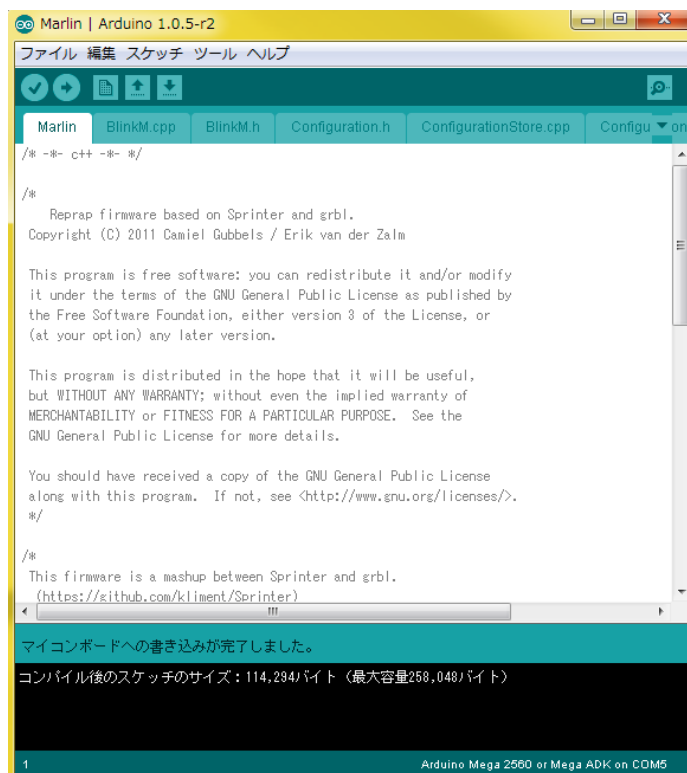 Marlin | Arduino 1.0.5-r2
ファイル 編集 スケッチ ツール ヘルプ
Marlin BlinkM.cpp BlinkM.h Configuration.h ConfigurationStore.cpp Configu on
/* -*- c++ -*- */
/*
Reprap firmware based on Sprinter and grbl.
Copyright (C) 2011 Camiel Gubbels / Erik van der Zalm
This program is free software: you can redistribute it and/or modify
it under the terms of the GNU General Public License as published by
the Free Software Foundation, either version 3 of the License, or
(at your option) any later version.
This program is distributed in the hope that it will be useful,
but WITHOUT ANY WARRANTY; without even the implied warranty of
MERCHANTABILITY or FITNESS FOR A PARTICULAR PURPOSE.  See the
GNU General Public License for more details.
You should have received a copy of the GNU General Public License
along with this program.  If not, see <http://www.gnu.org/licenses/>.
*/
/*
This firmware is a mashup between Sprinter and grbl.
(https://github.com/kliment/Sprinter)
マイコンボードへの書き込みが完了しました。
コンパイル後のスケッチのサイズ：114,294バイト（最大容量258,048バイト）
1 Arduino Mega 2560 or Mega ADK on COM5